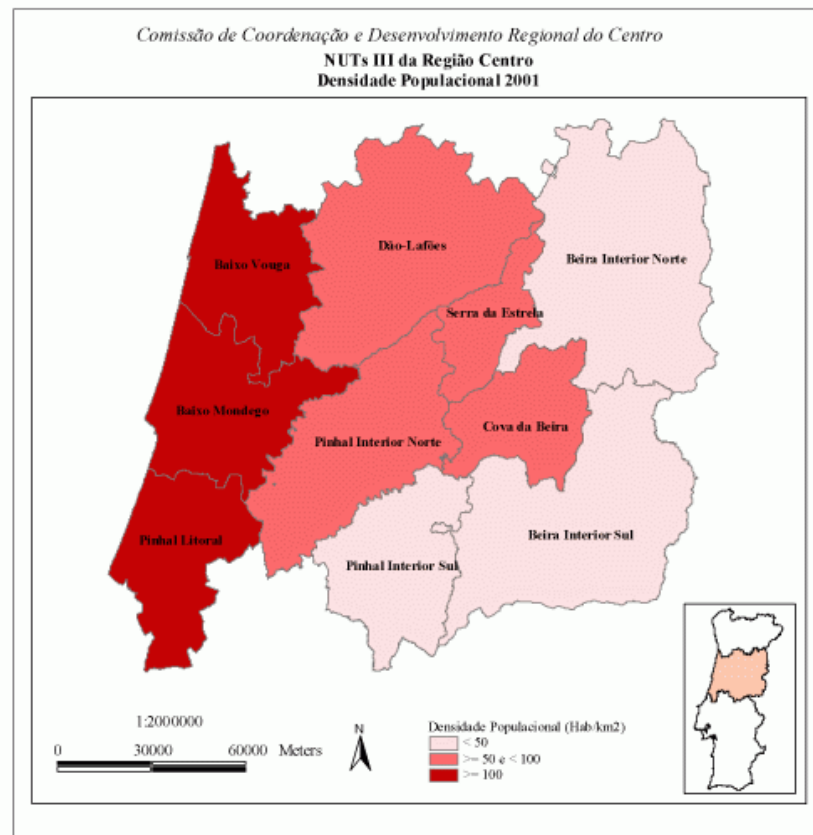 Comissão de Coordenação e Desenvolvimento Regional do Centro
NUTs III da Região Centro
Densidade Populacional 2001
Dão-Lafões
Baixo Vouga
Beira Interior Norte
Serra da Estrela
Baixo Mondego
Cova da Beira
Pinhal Interior Norte
Beira Interior Sul
Pinhal Litoral
Pinhal Interior Sul
1:2000000
0 30000 60000 Meters
N
Densidade Populacional (Hab/km2)
< 50
>= 50 e < 100
>= 100